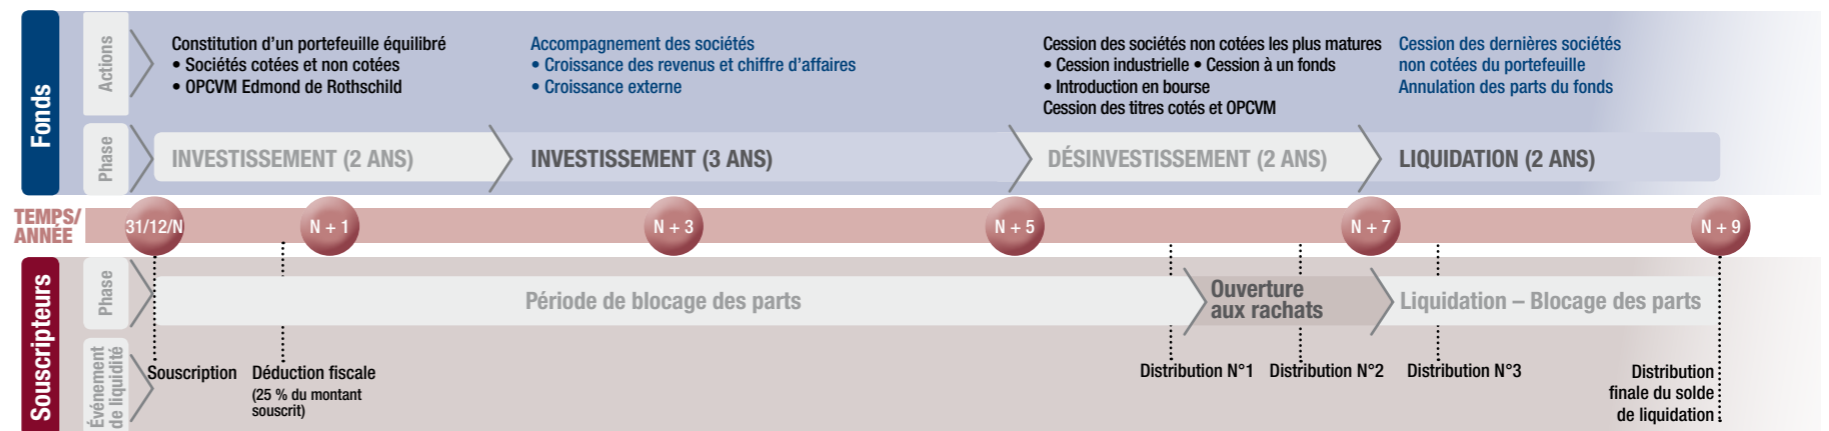 Fonds
Actions
Constitution d’un portefeuille équilibré
• Sociétés cotées et non cotées
• OPCVM Edmond de Rothschild
Accompagnement des sociétés
• Croissance des revenus et chiffre d’affaires
• Croissance externe
Cession des sociétés non cotées les plus matures
• Cession industrielle • Cession à un fonds
• Introduction en bourse
Cession des titres cotés et OPCVM
Cession des dernières sociétés
non cotées du portefeuille
Annulation des parts du fonds
Phase
INVESTISSEMENT (2 ANS)
INVESTISSEMENT (3 ANS)
DÉSINVESTISSEMENT (2 ANS)
LIQUIDATION (2 ANS)
TEMPS/
ANNÉE
31/12/N
N + 1
N + 3
N + 5
N + 7
N + 9
Souscripteurs
Phase
Période de blocage des parts
Ouverture
aux rachats
Liquidation – Blocage des parts
Événement
de liquidité
Souscription
Déduction fiscale
(25 % du montant
souscrit)
Distribution N°1
Distribution N°2
Distribution N°3
Distribution
finale du solde
de liquidation